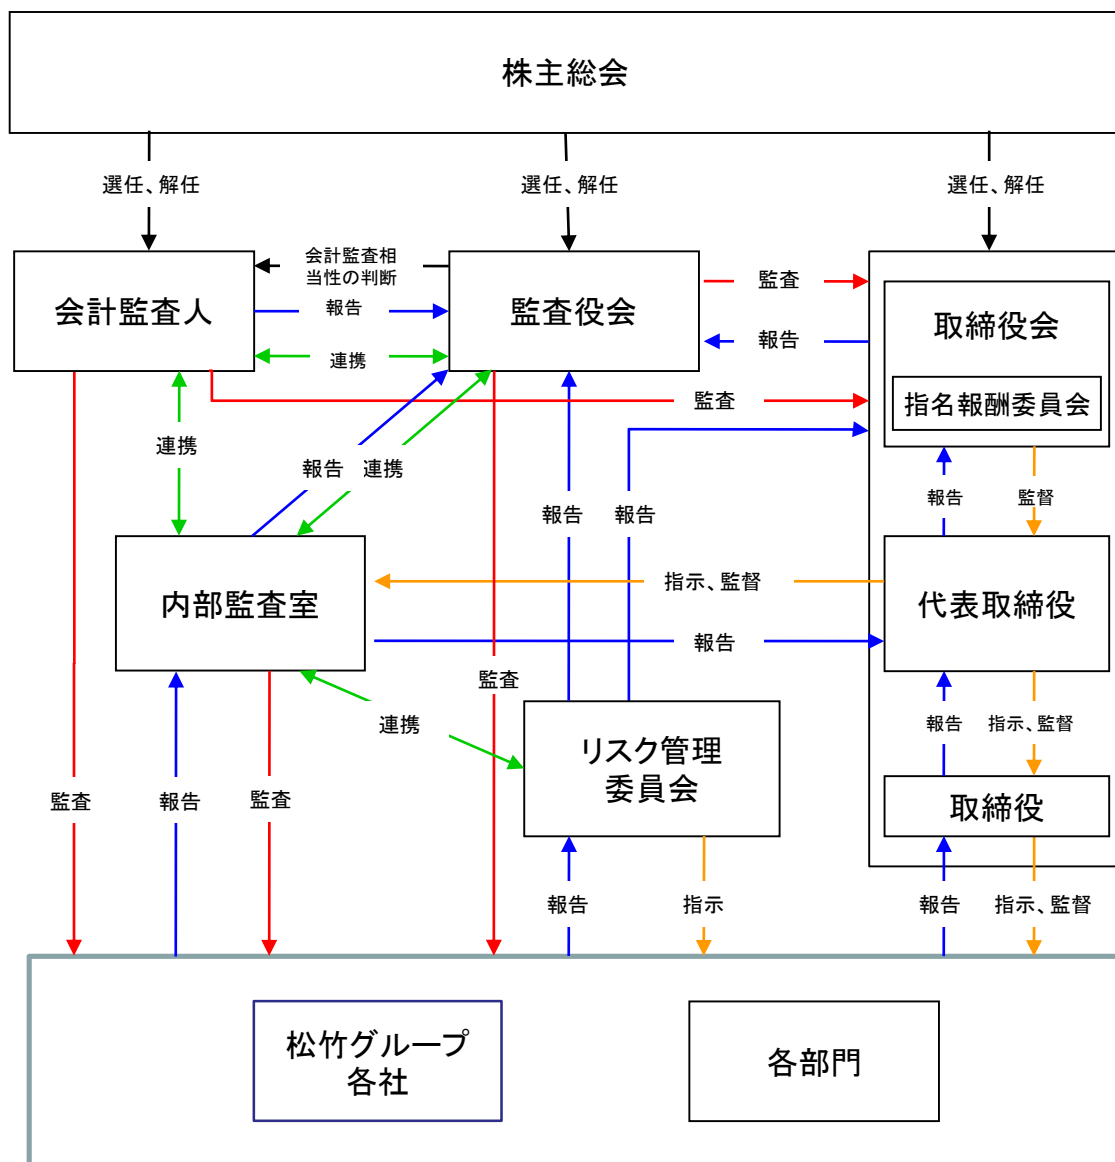 株主総会
選任、解任
選任、解任
選任、解任
会計監査人
会計監査相
当性の判断
報告
連携
監査役会
監査
報告
取締役会
指名報酬委員会
監査
連携
報告
連携
報告
報告
報告
監督
内部監査室
指示、監督
報告
代表取締役
監査
連携
リスク管理
委員会
報告
指示、監督
取締役
監査
報告
監査
報告
指示
報告
指示、監督
松竹グループ
各社
各部門